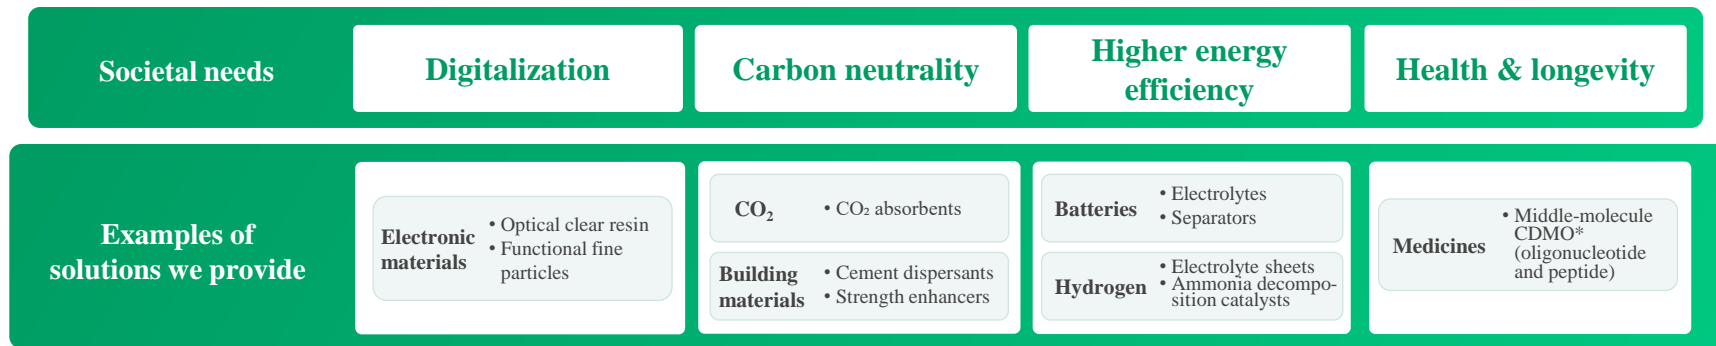 Societal needs
Digitalization
Carbon neutrality
Higher energy
efficiency
Health & longevity
Examples of
solutions we provide
Electronic
materials
• Optical clear resin
• Functional fine
particles
CO₂
• CO₂ absorbents
Building
materials
• Cement dispersants
• Strength enhancers
Batteries
• Electrolytes
• Separators
Hydrogen
• Electrolyte sheets
• Ammonia decompo-
sition catalysts
Medicines
• Middle-molecule
CDMO*
(oligonucleotide
and peptide)